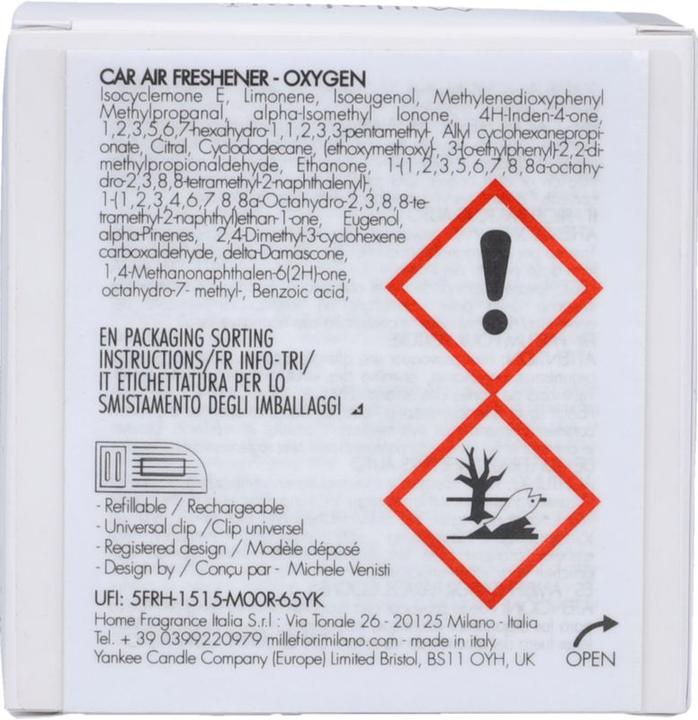 CAR AIR FRESHENER - OXYGEN
Isocyclemone E, Limonene, Isoeugenol, Methylenedioxyphenyl
Methylpropanal, alpha-Isomethyl Ionone, 4H-Inden-4-one,
1,2,3,5,6,7-hexahydro-1,1,2,3,3-pentamethyl-, Allyl cyclohexanepropi-
onate, Citral, Cyclododecane, (ethoxymethoxy)-, 3-(o-ethylphenyl)-2,2-di-
methylpropionaldehyde, Ethanone, 1-(1,2,3,5,6,7,8,8a-octahy-
dro-2,3,8,8-tetramethyl-2-naphthalenyl)-,
1-(1,2,3,4,6,7,8,8a-Octahydro-2,3,8,8-te-
tramethyl-2-naphthyl)ethan-1-one, Eugenol,
alpha-Pinenes, 2,4-Dimethyl-3-cyclohexene
carboxaldehyde, delta-Damascone,
1,4-Methanonaphthalen-6(2H)-one,
octahydro-7- methyl-, Benzoic acid,
EN PACKAGING SORTING
INSTRUCTIONS/FR INFO-TRI/
IT ETICHETTATURA PER LO
SMISTAMENTO DEGLI IMBALLAGGI
- Refillable / Rechargeable
- Universal clip /Clip universel
- Registered design / Modèle déposé
- Design by / Conçu par - Michele Venisti
UFI: 5FRH-1515-M00R-65YK
Home Fragrance Italia S.r.l : Via Tonale 26 - 20125 Milano - Italia
Tel. + 39 0399220979 millefiorimilano.com - made in italy
Yankee Candle Company (Europe) Limited Bristol, BS11 OYH, UK
OPEN